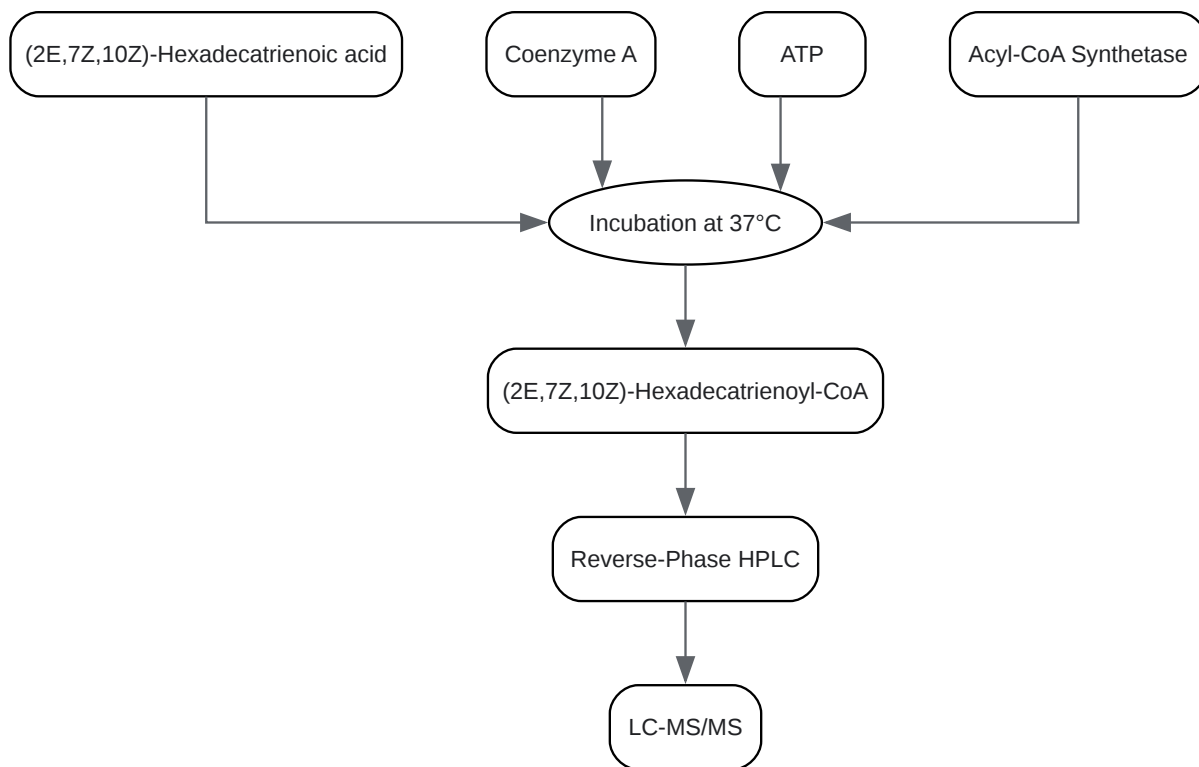 (2E,7Z,10Z)-Hexadecatrienoic acid
Coenzyme A
ATP
Acyl-CoA Synthetase
Incubation at 37°C
(2E,7Z,10Z)-Hexadecatrienoyl-CoA
Reverse-Phase HPLC
LC-MS/MS